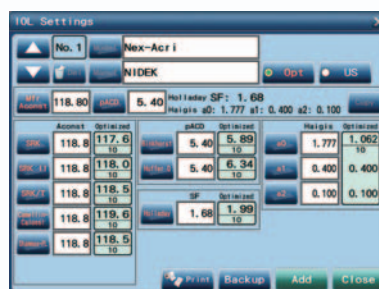 IOL Settings
No. 1 Nex-Acri
NIDEK Opt US
Aconst 118.80 pACD 5.40 Holladay SF: 1.68
Haigis a0: 1.777 a1: 0.400 a2: 0.100
Aconst Optimized pACD Optimized Haigis Optimized
SRK 118.8 117.6 10 5.40 5.89 10 a0 1.777 1.062 10
SRK-II 118.8 118.0 10 5.40 6.34 10 a1 0.400 0.400
SRK/T 118.8 118.5 10 SF Optimized a2 0.100 0.100
118.8 119.6 10 Holladay 1.68 1.99 10
118.8 118.5 10
Print Backup Add Close